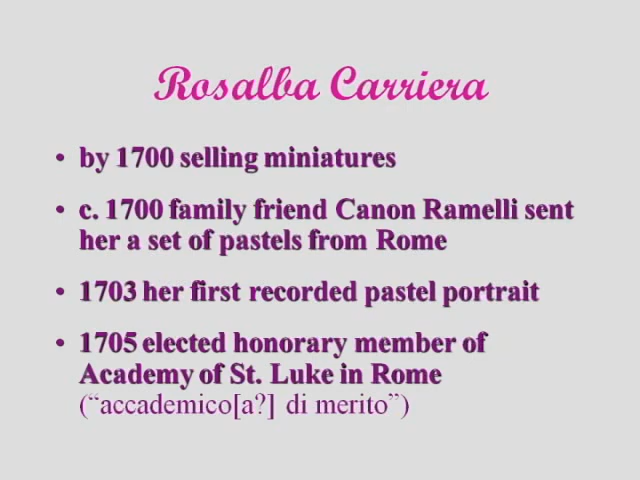 Rosalba Carriera
• by 1700 selling miniatures
• c. 1700 family friend Canon Ramelli sent
her a set of pastels from Rome
• 1703 her first recorded pastel portrait
• 1705 elected honorary member of
Academy of St. Luke in Rome
(“accademico[a?] di merito”)